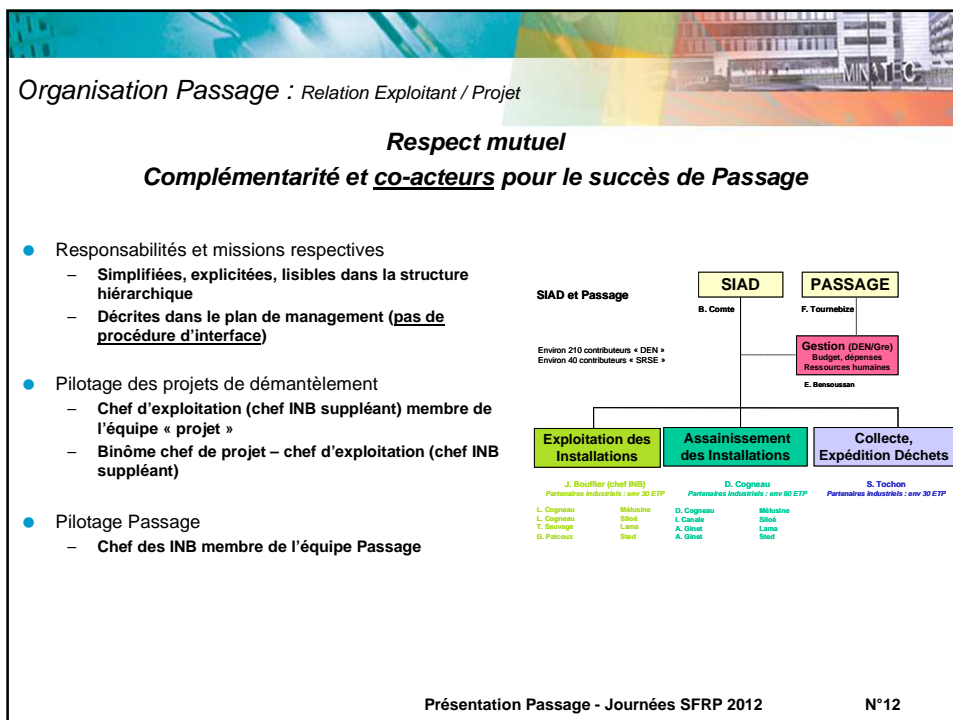 MINATEC
Organisation Passage : Relation Exploitant / Projet
Respect mutuel
Complémentarité et co-acteurs pour le succès de Passage
Responsabilités et missions respectives
– Simplifiées, explicitées, lisibles dans la structure
hiérarchique
– Décrites dans le plan de management (pas de
procédure d'interface)
Pilotage des projets de démantèlement
– Chef d'exploitation (chef INB suppléant) membre de
l'équipe « projet »
– Binôme chef de projet – chef d'exploitation (chef INB
suppléant)
Pilotage Passage
– Chef des INB membre de l'équipe Passage
SIAD et Passage
SIAD
PASSAGE
B. Comte
F. Tournebize
Environ 210 contributeurs « DEN »
Environ 40 contributeurs « SRSE »
Gestion (DEN/Gre)
Budget, dépenses
Ressources humaines
E. Bensoussan
Exploitation des
Installations
Assainissement
des Installations
Collecte,
Expédition Déchets
J. Bouffier (chef INB)
Partenaires industriels : env 30 ETP
L. Cogneau Mélusine
L. Cogneau Siloé
T. Sauvage Lama
G. Palcoux Sted
D. Cogneau
Partenaires industriels : env 60 ETP
D. Cogneau Mélusine
I. Canale Siloé
A. Ginet Lama
A. Ginet Sted
S. Tochon
Partenaires industriels : env 30 ETP
Présentation Passage - Journées SFRP 2012 N°12